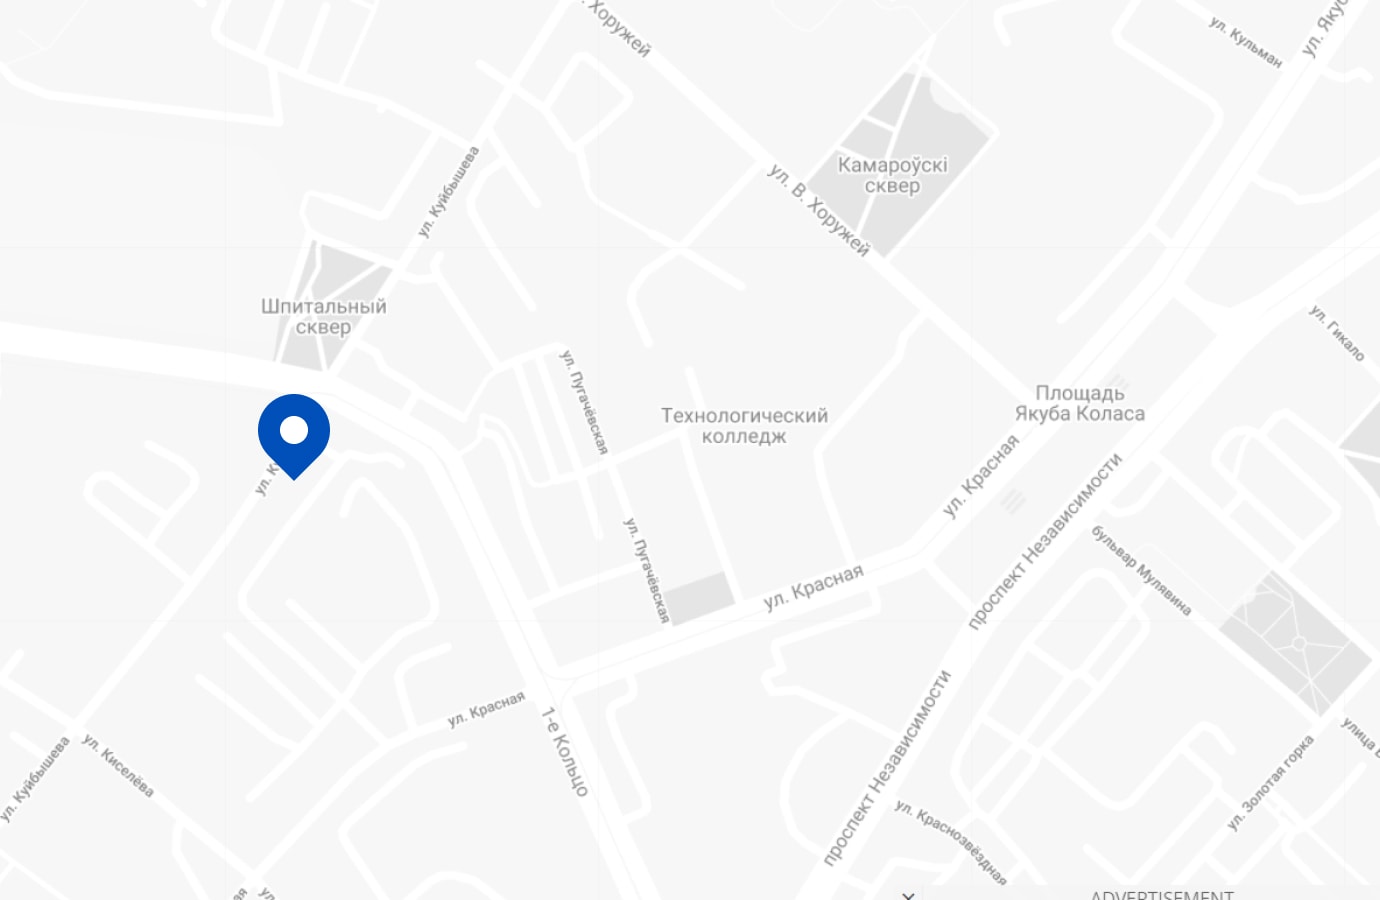 ул. Кульман
Хоружей
ул. Куйбышева
Камароўскі
сквер
ул. В. Хоружей
Шпитальный
сквер
ул. Гикало
ул. Пугачёвская
Площадь
Якуба Коласа
Технологический
колледж
ул. Красная
проспект Независимости
ул. Пугачёвская
бульвар Мулявина
ул. Красная
ул. Красная
1-е Кольцо
проспект Независимости
ул. Куйбышева
ул. Киселёва
ул. Золотая горка
улица
ул. Краснозвёздная
ул.
ADVERTISEMENT